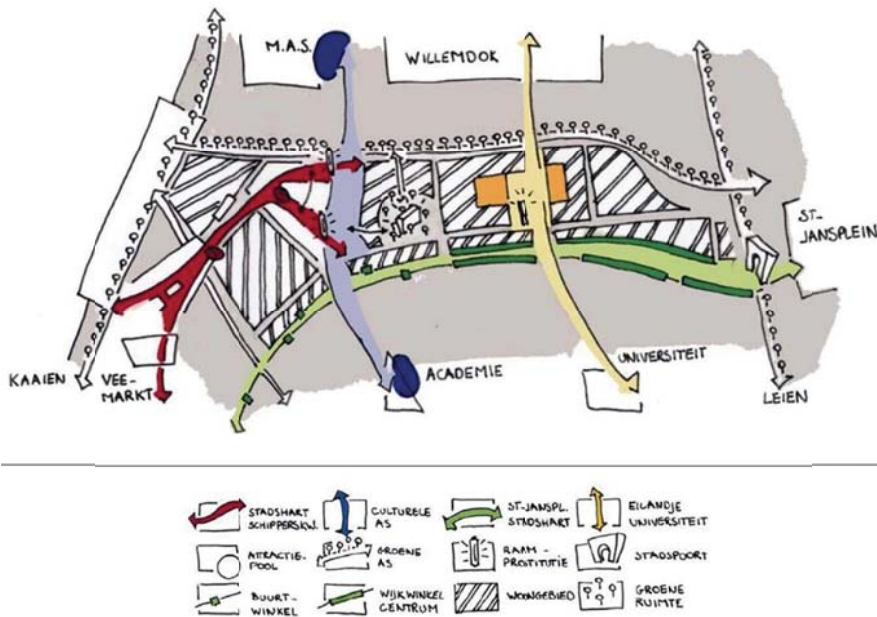 M.A.S.
WILLEMDOK
ST-
JANSPLEIN
KAAIEN
VEE-
MARKT
ACADEMIE
UNIVERSITEIT
LEIEN
STADSHART
SCHIPPERSKW.
CULTURELE
AS
ST-JANSPL.
STADSHART
EILANDJE
UNIVERSITEIT
ATRACTIE-
POOL
GROENE
AS
RAAM-
PROSTITUTIE
STADSPOORT
BUURT-
WINKEL
WIJKWINKEL
CENTRUM
WOONGEBIED
GROENE
RUIMTE